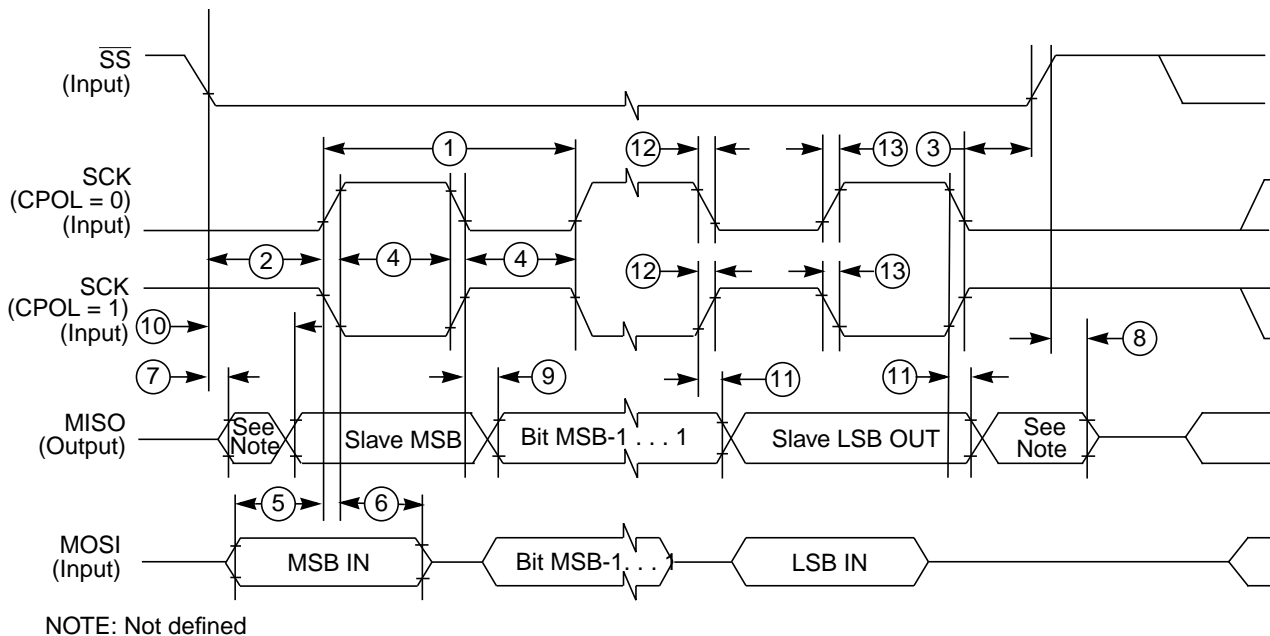 SS
(Input)
1
12
13
3
SCK
(CPOL = 0)
(Input)
2
4
4
12
13
SCK
(CPOL = 1)
(Input)
10
8
7
9
11
11
MISO
(Output)
See
Note
Slave MSB
Bit MSB-1 . . . 1
Slave LSB OUT
See
Note
5
6
MOSI
(Input)
MSB IN
Bit MSB-1. . . 1
LSB IN
NOTE: Not defined